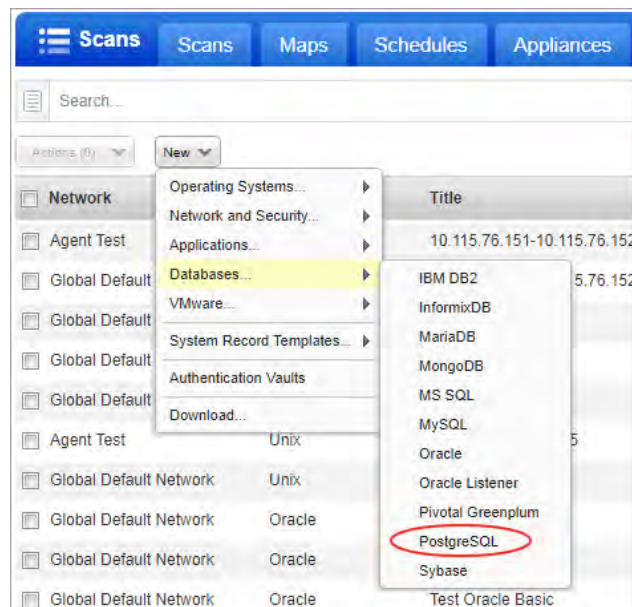 Scans Scans Maps Schedules Appliances
Search...
Actions (0) New
Network Title
Operating Systems...
Network and Security...
Applications...
Databases...
VMware...
System Record Templates...
Authentication Vaults
Download...
IBM DB2
InformixDB
MariaDB
MongoDB
MS SQL
MySQL
Oracle
Oracle Listener
Pivotal Greenplum
PostgreSQL
Sybase
Agent Test 10.115.76.151-10.115.76.152
Global Default 5.76.152
Global Default
Global Default
Global Default
Agent Test Unix 5
Global Default Network Unix
Global Default Network Oracle
Global Default Network Oracle
Global Default Network Oracle Test Oracle Basic